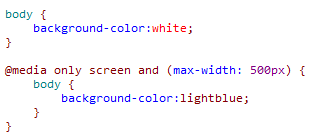 body {
    background-color:white;
}

@media only screen and (max-width: 500px) {
    body {
        background-color:lightblue;
    }
}